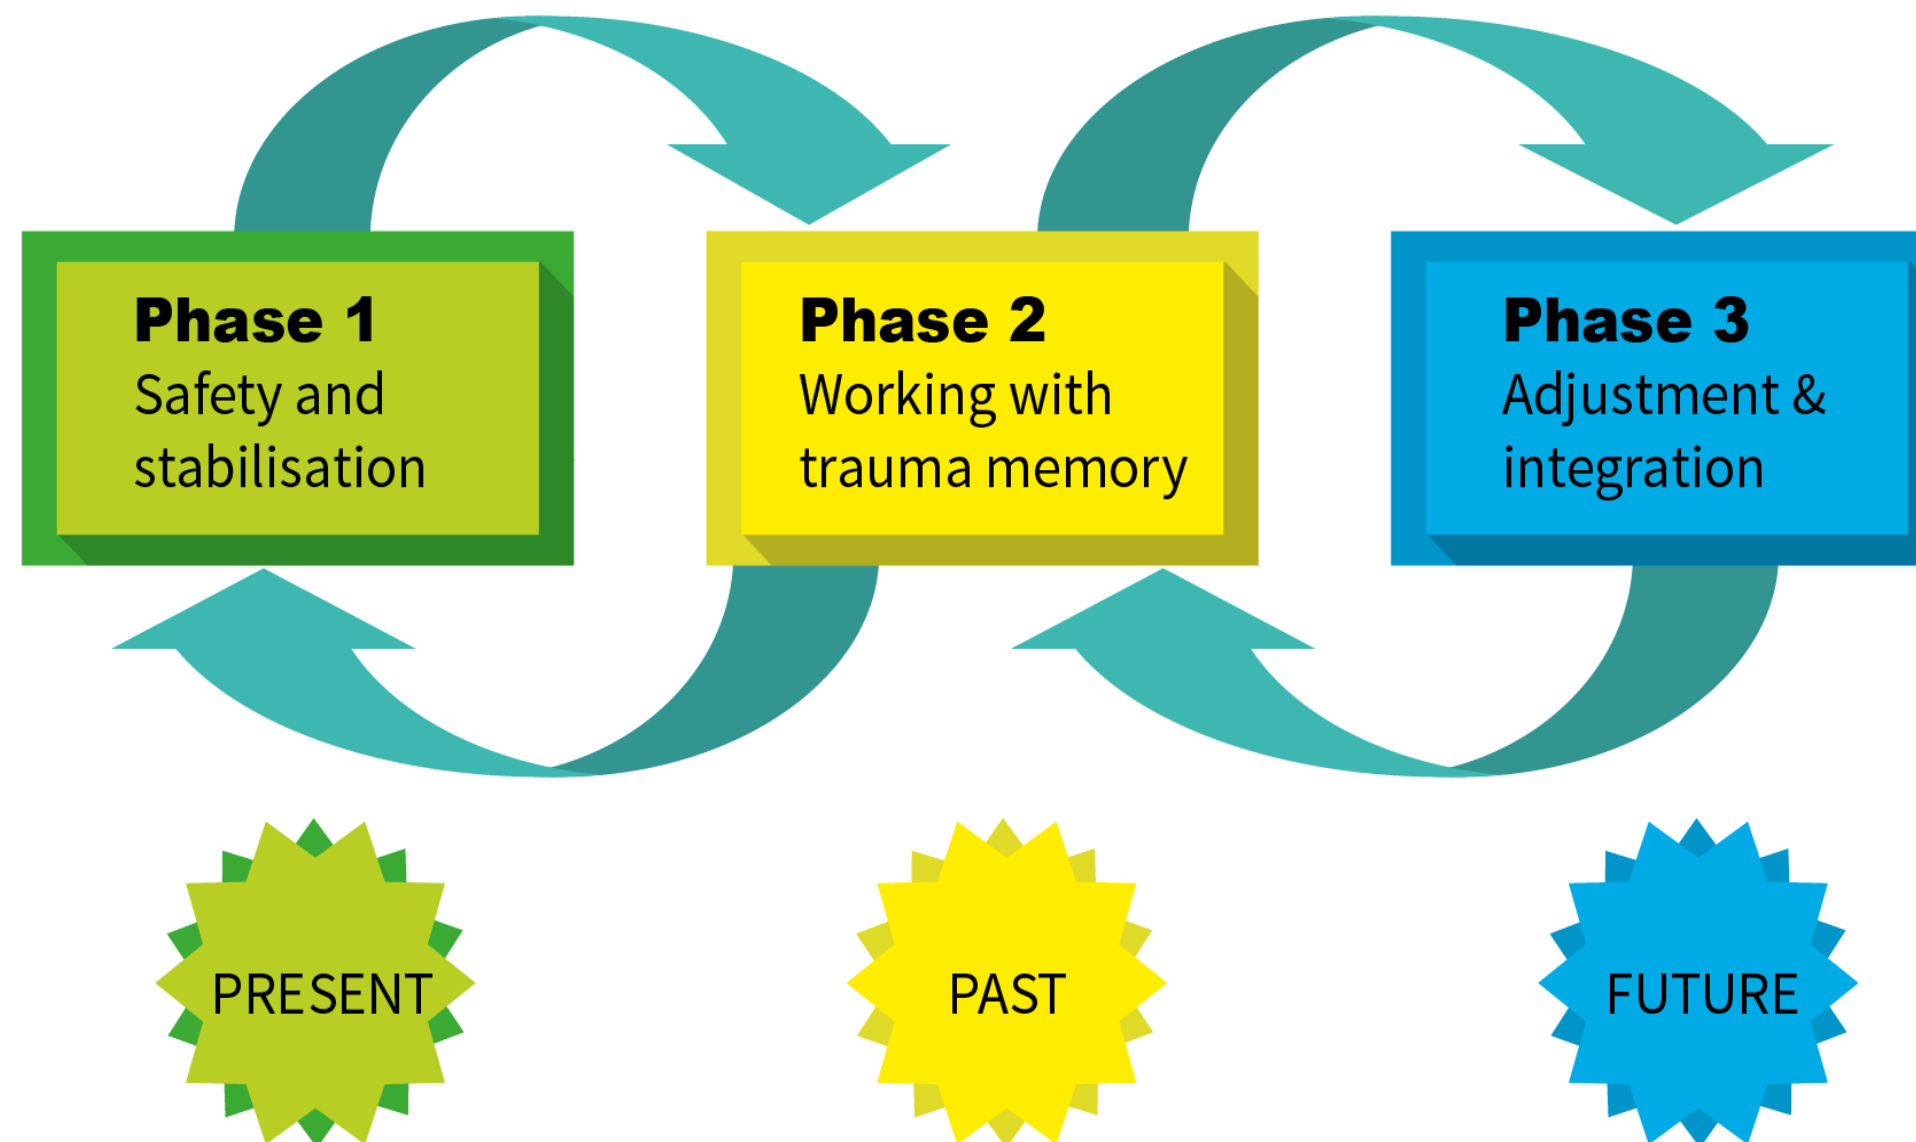 Phase 1
Safety and
stabilisation
Phase 2
Working with
trauma memory
Phase 3
Adjustment &
integration
PRESENT
PAST
FUTURE